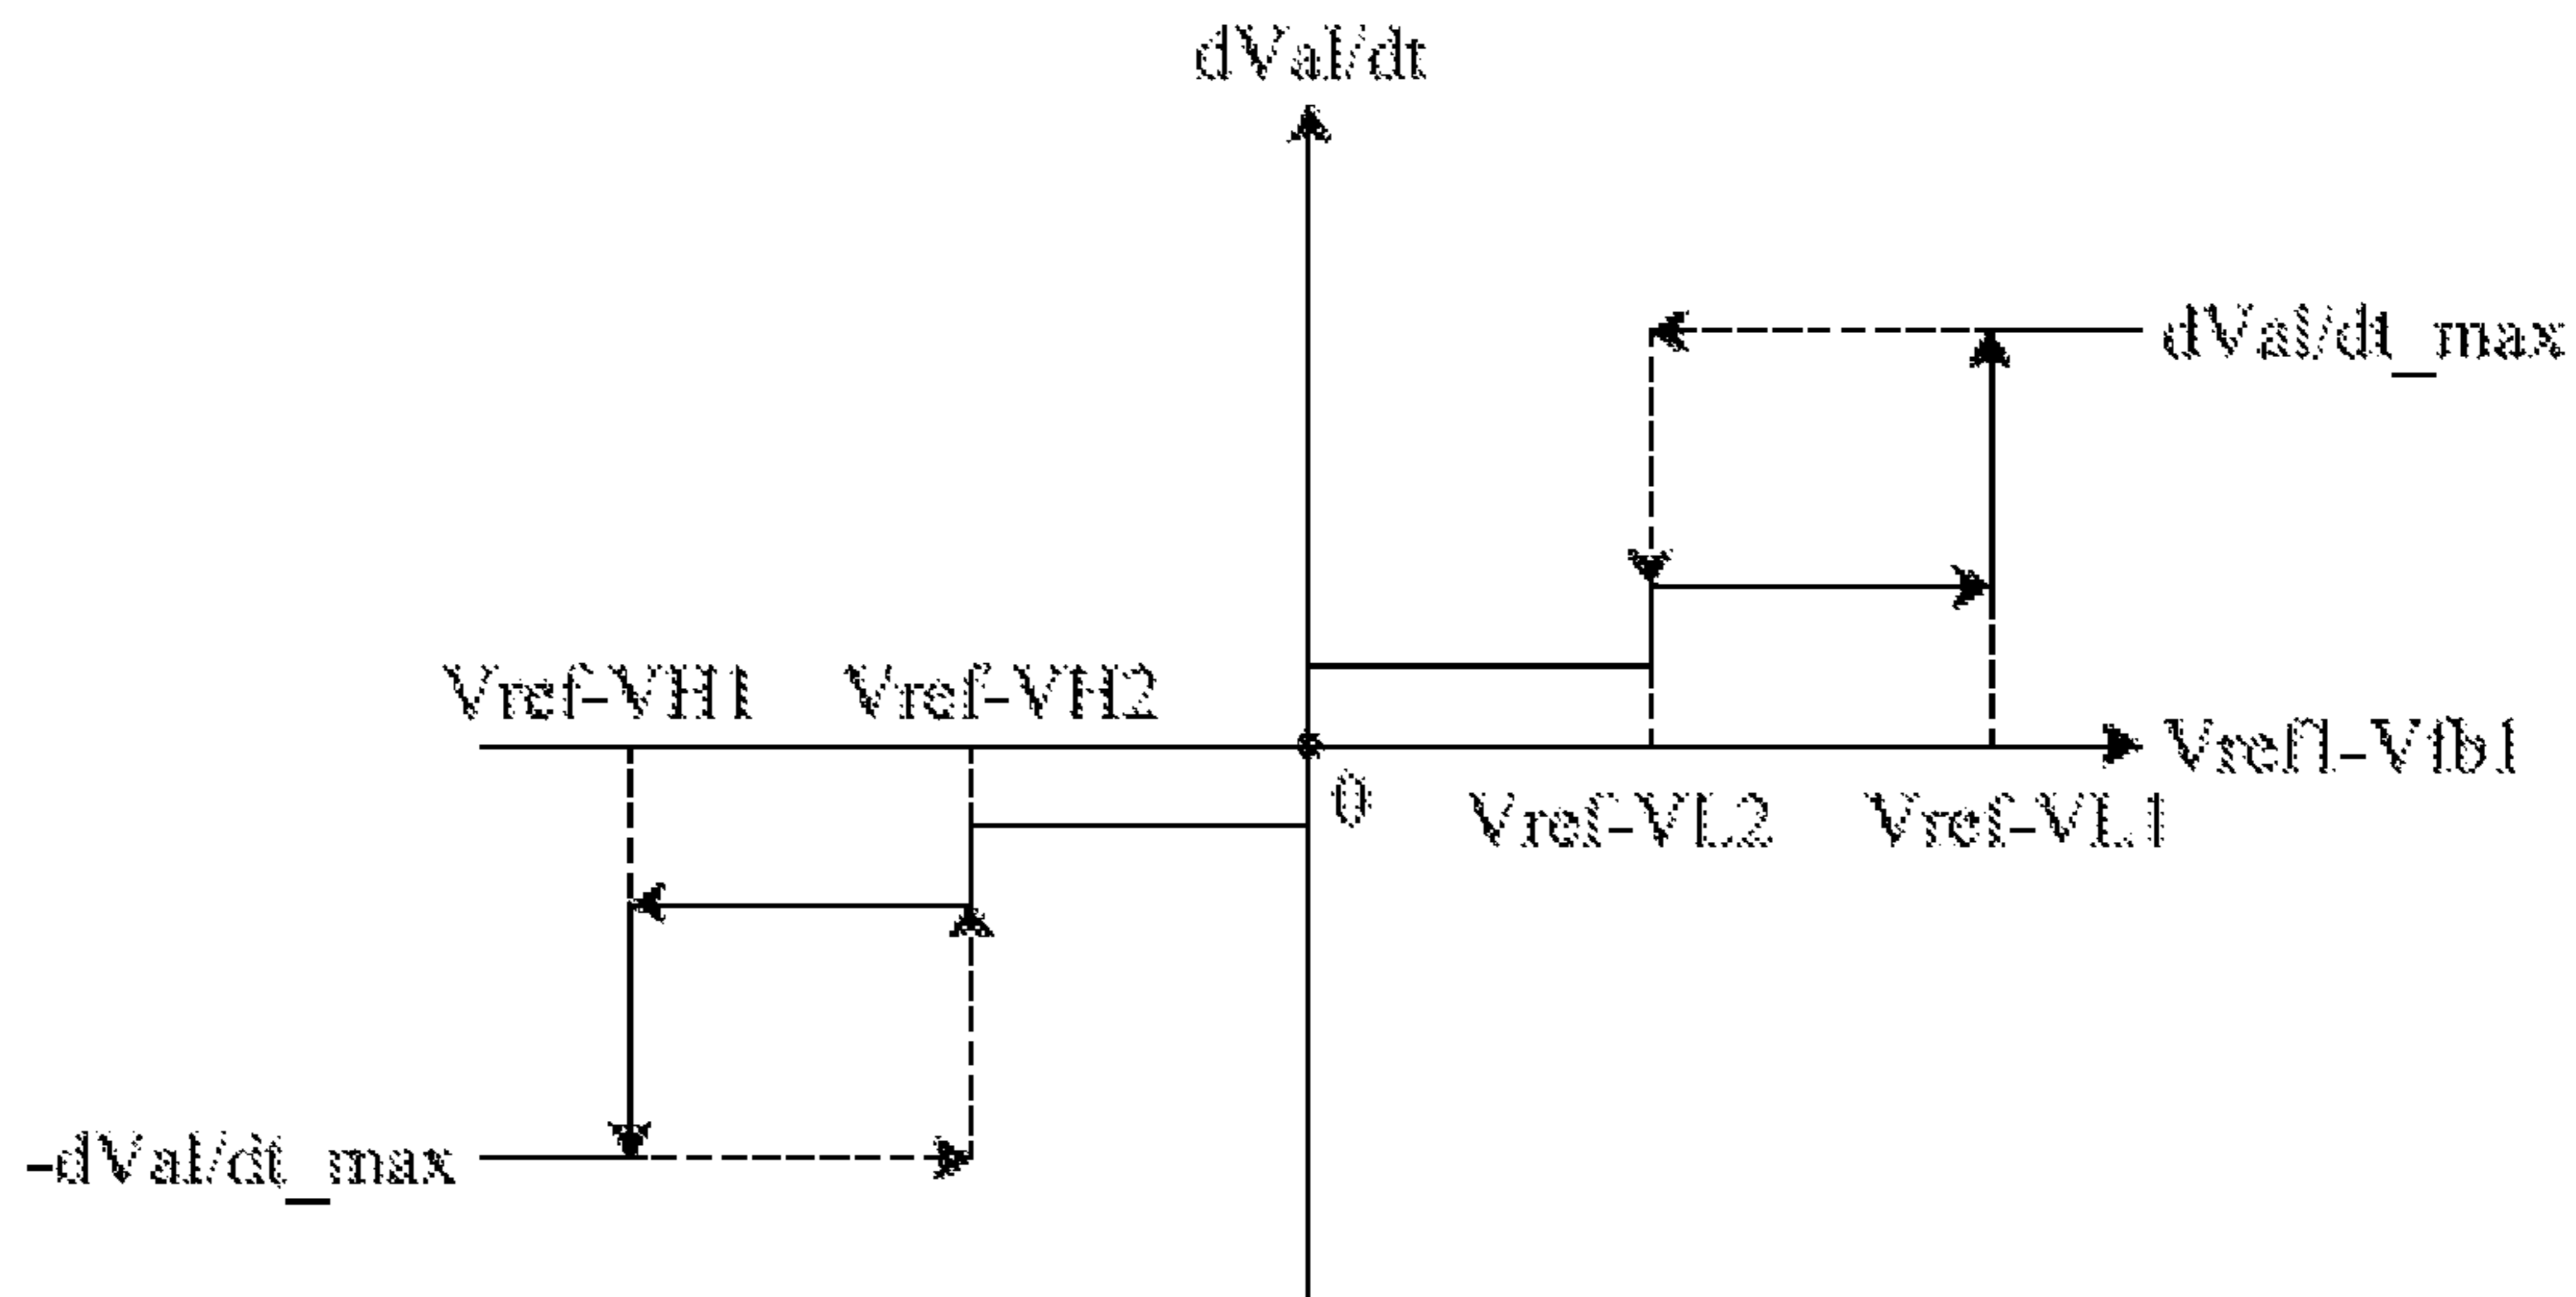 dVal/dt
dVal/dt_max
Vref-VH1
Vref-VH2
Vref1-Vfb1
0
Vref-VL2
Vref-VL1
-dVal/dt_max